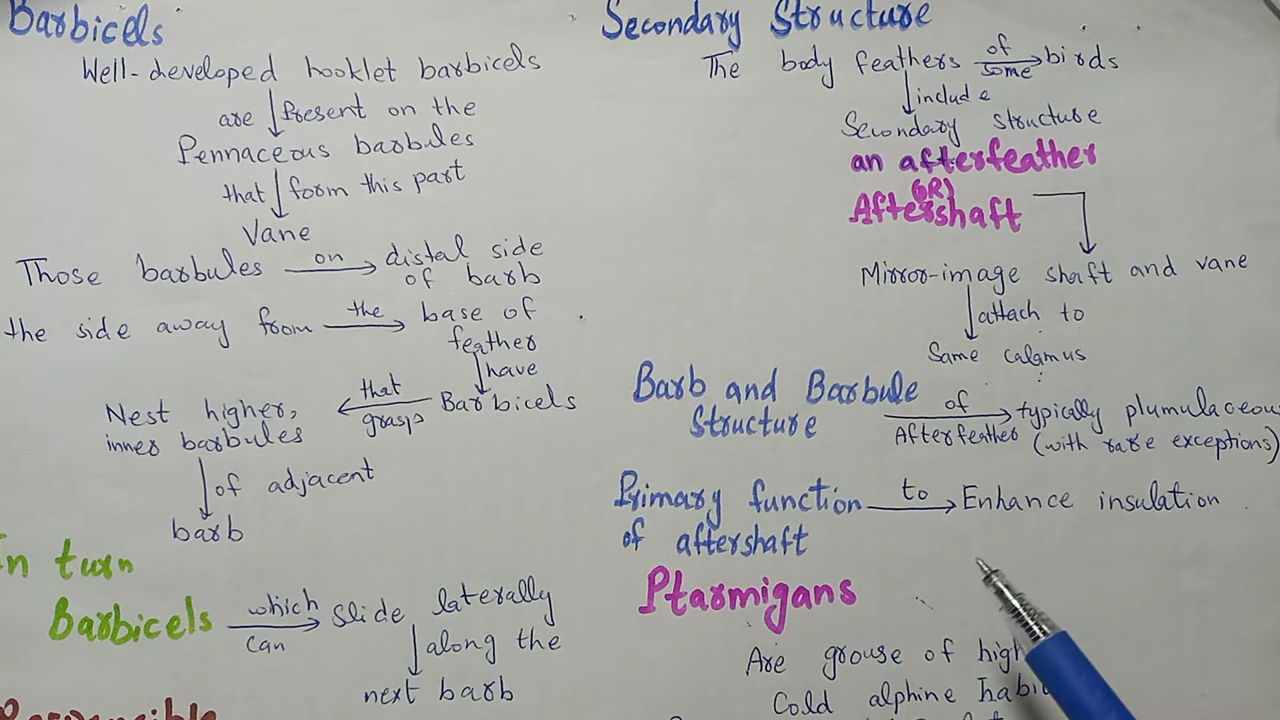 Barbicels
Well-developed hooklet barbicels
are Present on the
Pennaceous barbules
that form this part
Vane
Those barbules on distal side
of barb
the side away from the base of
feather
have
Barbicels
that
grasps
Nest higher,
inner barbules
of adjacent
barb
In turn
Barbicels which can slide laterally
along the
next barb
Responsible
Secondary Structure
The body feathers of some birds
include
Secondary structure
an afterfeather
(OR)
Aftershaft
Mirror-image shaft and vane
attach to
Same calamus
Barb and Barbule
Structure
of
Afterfeather
typically plumulaceous
(with rare exceptions)
Primary function to Enhance insulation
of aftershaft
Ptarmigans
Are grouse of high
Cold alphine habi